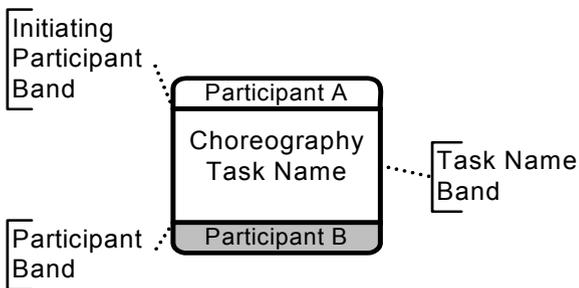 Initiating
Participant
Band
Participant A
Choreography
Task Name
Task Name
Band
Participant B
Participant
Band